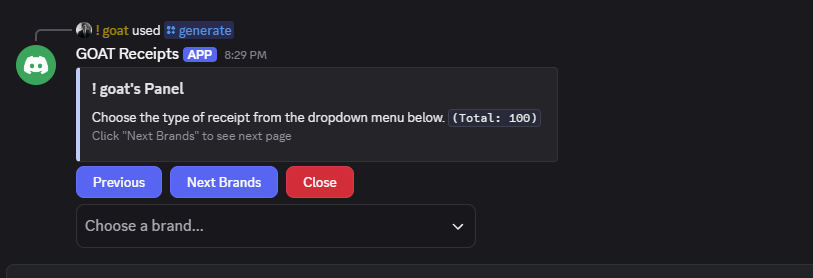 ! goat used generate
GOAT Receipts APP 8:29 PM
! goat's Panel
Choose the type of receipt from the dropdown menu below. (Total: 100)
Click "Next Brands" to see next page
Previous Next Brands Close
Choose a brand...